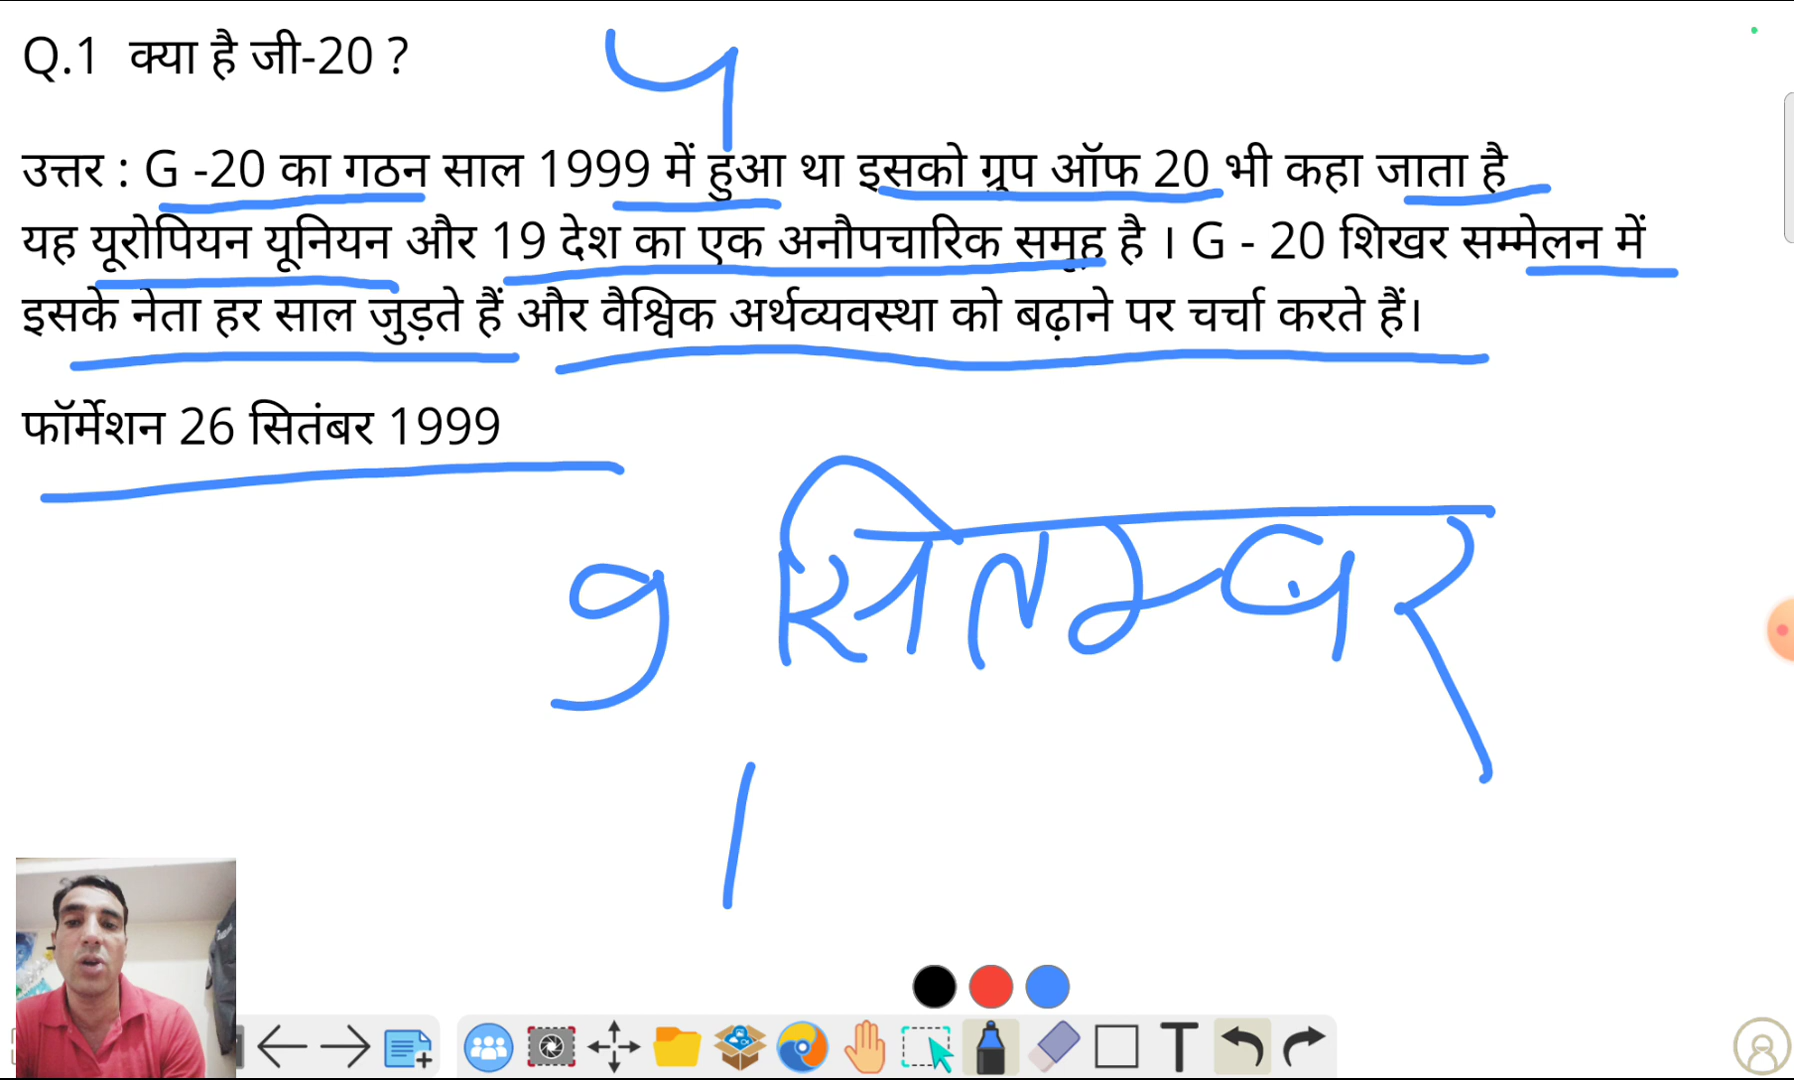 Q.1 क्या है जी-20 ?
उत्तर : G -20 का गठन साल 1999 में हुआ था इसको ग्रुप ऑफ 20 भी कहा जाता है
यह यूरोपियन यूनियन और 19 देश का एक अनौपचारिक समूह है । G - 20 शिखर सम्मेलन में
इसके नेता हर साल जुड़ते हैं और वैश्विक अर्थव्यवस्था को बढ़ाने पर चर्चा करते हैं।
फॉर्मेशन 26 सितंबर 1999
9 सितम्बर